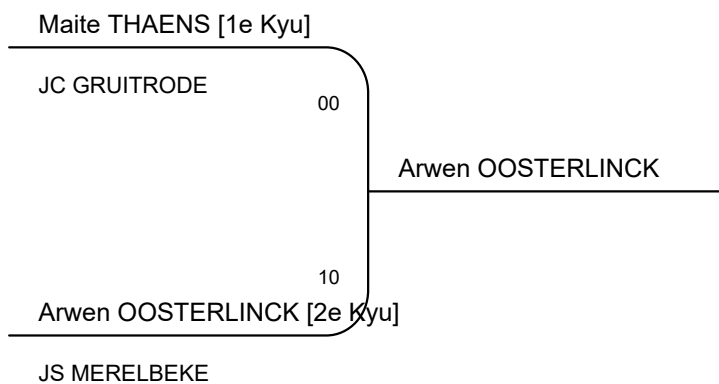 Maite THAENS [1e Kyu]
JC GRUITRODE
00
Arwen OOSTERLINCK
10
Arwen OOSTERLINCK [2e Kyu]
JS MERELBEKE